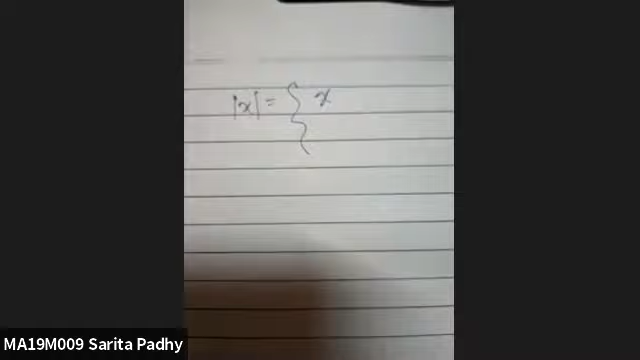 |x| = { x
MA19M009 Sarita Padhy